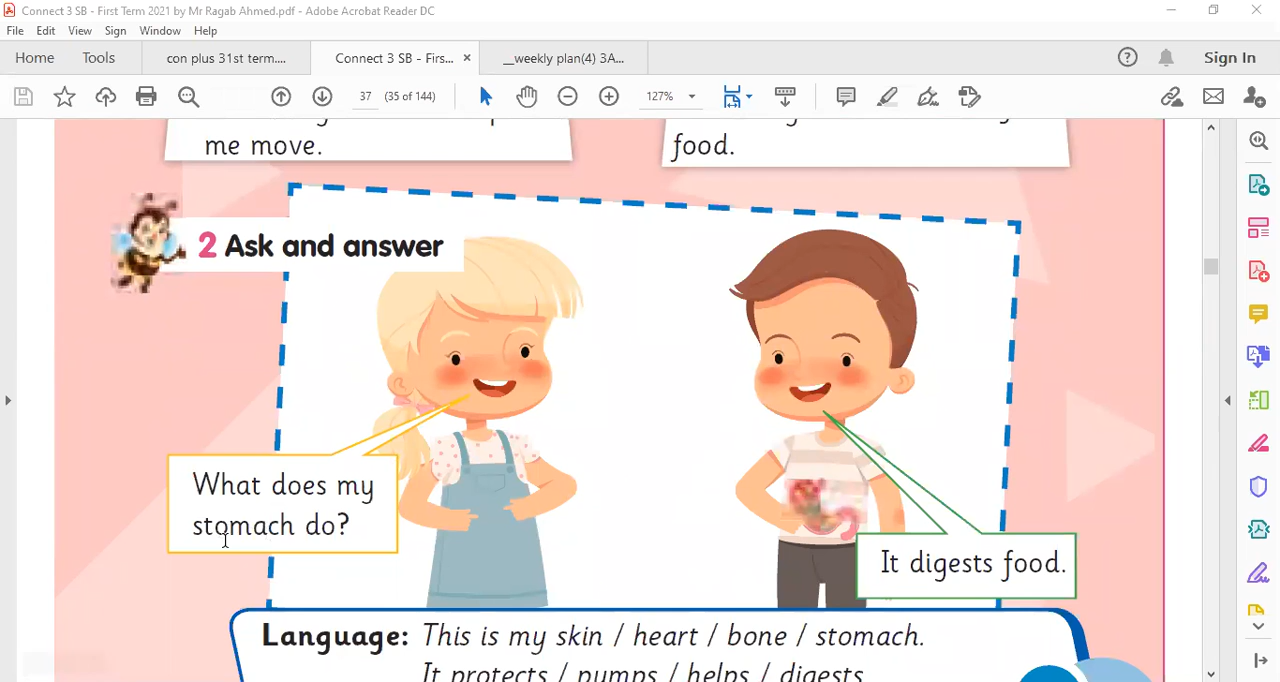 Connect 3 SB - First Term 2021 by Mr Ragab Ahmed.pdf - Adobe Acrobat Reader DC
File Edit View Sign Window Help
Home Tools con plus 31st term.... Connect 3 SB - Firs... × __weekly plan(4) 3A... Sign In
37 (35 of 144) 127%
me move.
food.
2 Ask and answer
What does my
stomach do?
It digests food.
Language: This is my skin / heart / bone / stomach.
It protects / pumps / helps / digests